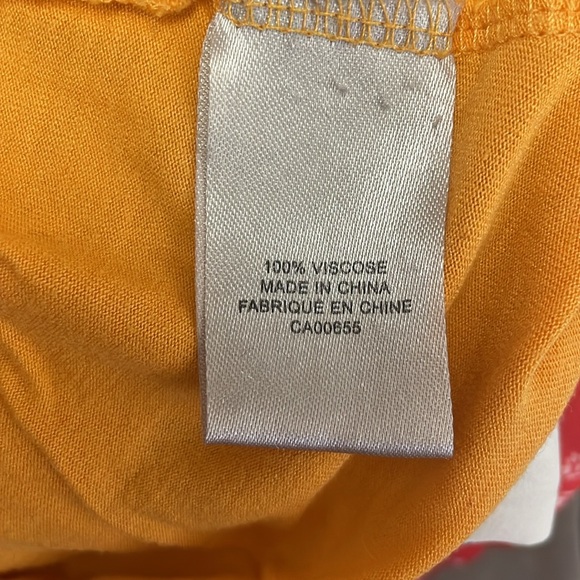 100% VISCOSE
MADE IN CHINA
FABRIQUE EN CHINE
CA00655